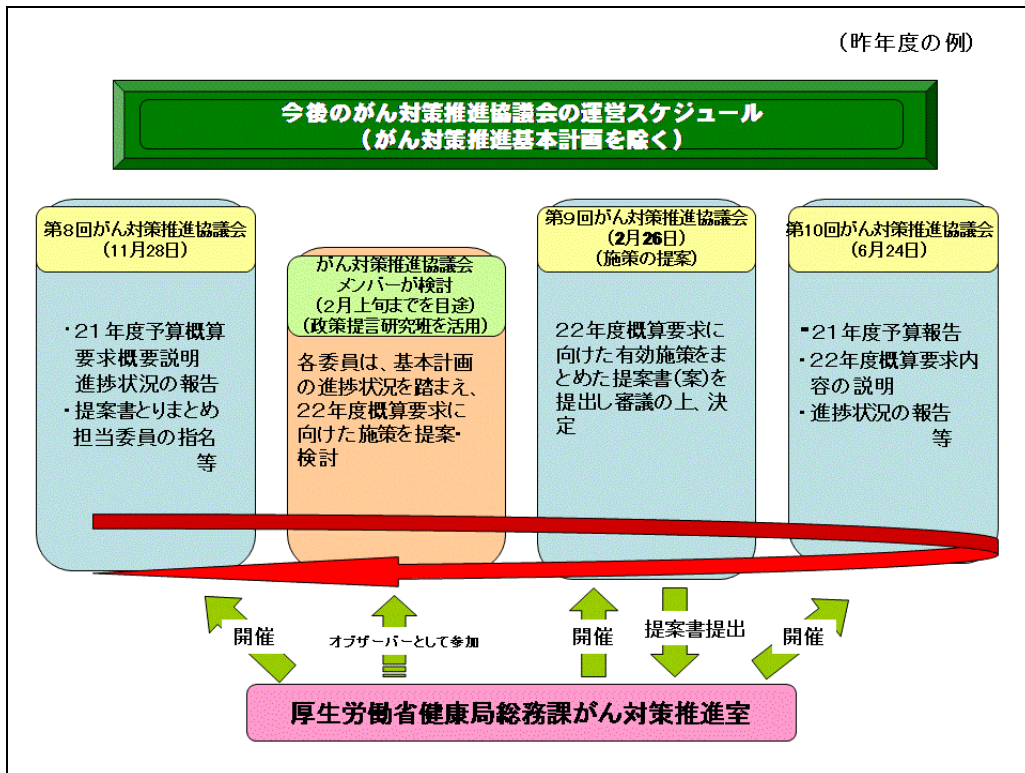 （昨年度の例）
今後のがん対策推進協議会の運営スケジュール
（がん対策推進基本計画を除く）
第8回がん対策推進協議会
（11月28日）
・21年度予算概算
要求概要説明
進捗状況の報告
・提案書とりまとめ
担当委員の指名
等
がん対策推進協議会
メンバーが検討
（2月上旬までを目途）
（政策提言研究班を活用）
各委員は、基本計画
の進捗状況を踏まえ、
22年度概算要求に
向けた施策を提案・
検討
第9回がん対策推進協議会
（2月26日）
（施策の提案）
22年度概算要求に
向けた有効施策をま
とめた提案書（案）を
提出し審議の上、決
定
第10回がん対策推進協議会
（6月24日）
・21年度予算報告
・22年度概算要求内
容の説明
・進捗状況の報告
等
開催
オブザーバーとして参加
開催
提案書提出
開催
厚生労働省健康局総務課がん対策推進室